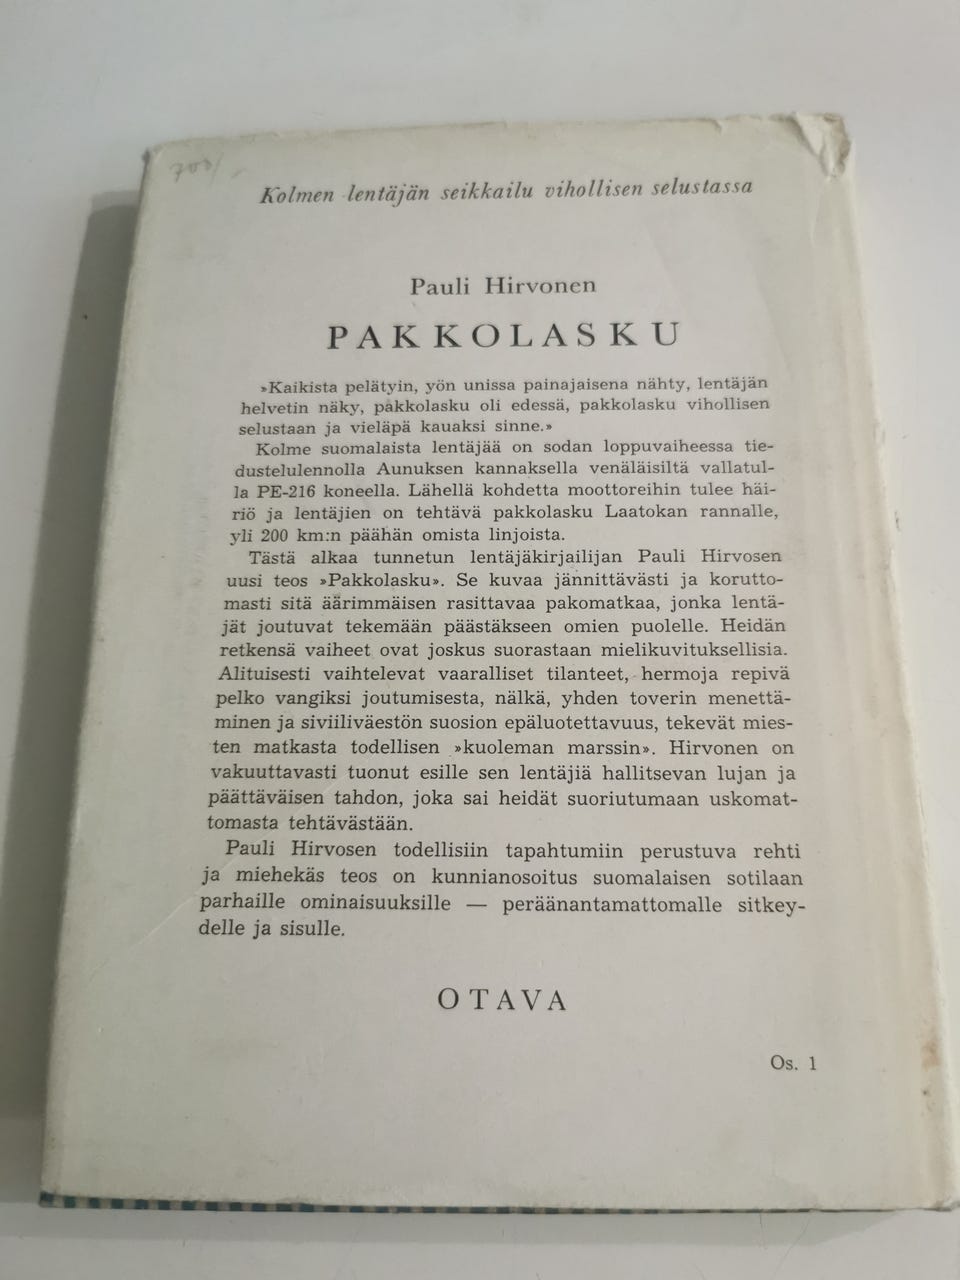 700/-
Kolmen lentäjän seikkailu vihollisen selustassa
Pauli Hirvonen
PAKKOLASKU
»Kaikista pelätyin, yön unissa painajaisena nähty, lentäjän
helvetin näky, pakkolasku oli edessä, pakkolasku vihollisen
selustaan ja vieläpä kauaksi sinne.»
Kolme suomalaista lentäjää on sodan loppuvaiheessa tie-
dustelulennolla Aunuksen kannaksella venäläisiltä vallatul-
la PE-216 koneella. Lähellä kohdetta moottoreihin tulee häi-
riö ja lentäjien on tehtävä pakkolasku Laatokan rannalle,
yli 200 km:n päähän omista linjoista.
Tästä alkaa tunnetun lentäjäkirjailijan Pauli Hirvosen
uusi teos »Pakkolasku». Se kuvaa jännittävästi ja korutto-
masti sitä äärimmäisen rasittavaa pakomatkaa, jonka lentä-
jät joutuvat tekemään päästäkseen omien puolelle. Heidän
retkensä vaiheet ovat joskus suorastaan mielikuvituksellisia.
Alituisesti vaihtelevat vaaralliset tilanteet, hermoja repivä
pelko vangiksi joutumisesta, nälkä, yhden toverin menettä-
minen ja siviiliväestön suosion epäluotettavuus, tekevät mies-
ten matkasta todellisen »kuoleman marssin». Hirvonen on
vakuuttavasti tuonut esille sen lentäjiä hallitsevan lujan ja
päättäväisen tahdon, joka sai heidät suoriutumaan uskomat-
tomasta tehtävästään.
Pauli Hirvosen todellisiin tapahtumiin perustuva rehti
ja miehekäs teos on kunnianosoitus suomalaisen sotilaan
parhaille ominaisuuksille — peräänantamattomalle sitkey-
delle ja sisulle.
OTAVA
Os. 1